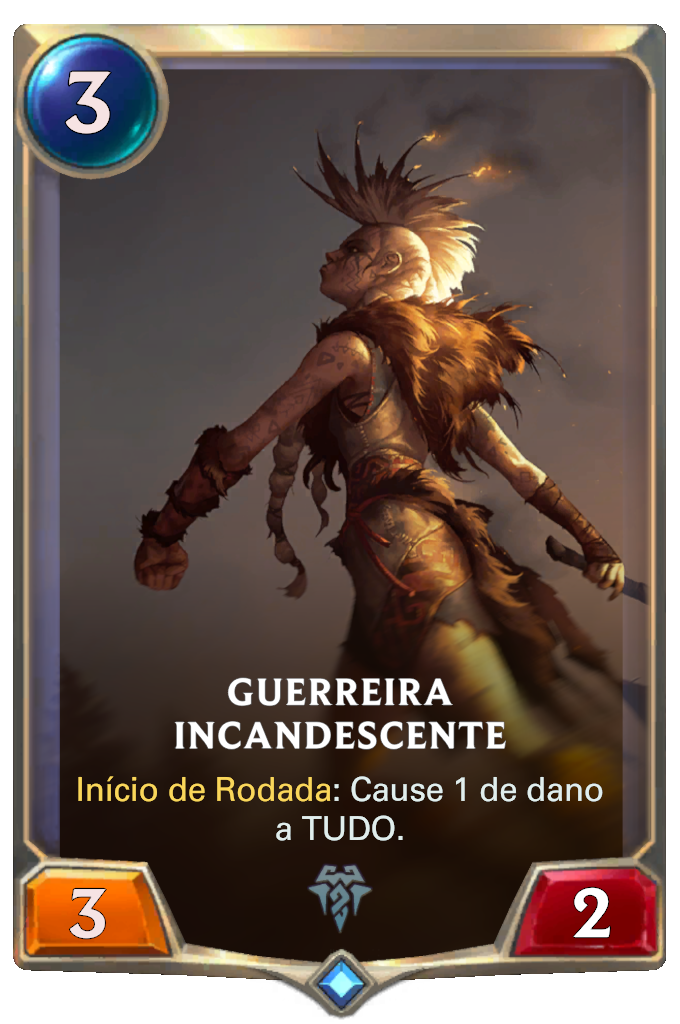 3
GUERREIRA
INCANDESCENTE
Início de Rodada: Cause 1 de dano
a TUDO.
3
2